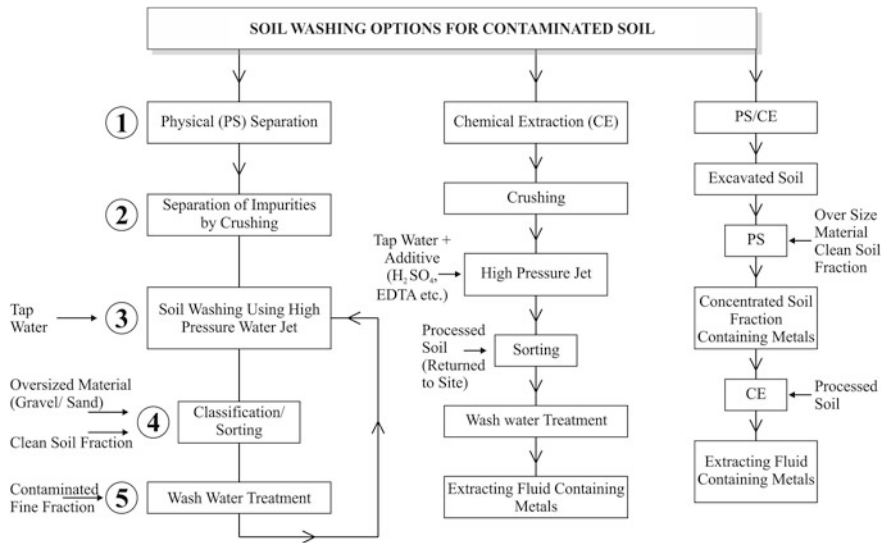 SOIL WASHING OPTIONS FOR CONTAMINATED SOIL
1
Physical (PS) Separation
2
Separation of Impurities
by Crushing
Tap
Water
3
Soil Washing Using High
Pressure Water Jet
Oversized Material
(Gravel/ Sand)
Clean Soil Fraction
4
Classification/
Sorting
Contaminated
Fine Fraction
5
Wash Water Treatment
Chemical Extraction (CE)
Crushing
Tap Water +
Additive
(H₂SO₄,
EDTA etc.)
High Pressure Jet
Processed
Soil
(Returned
to Site)
Sorting
Wash water Treatment
Extracting Fluid Containing
Metals
PS/CE
Excavated Soil
PS
Over Size
Material
Clean Soil
Fraction
Concentrated Soil
Fraction
Containing Metals
CE
Processed
Soil
Extracting Fluid
Containing Metals